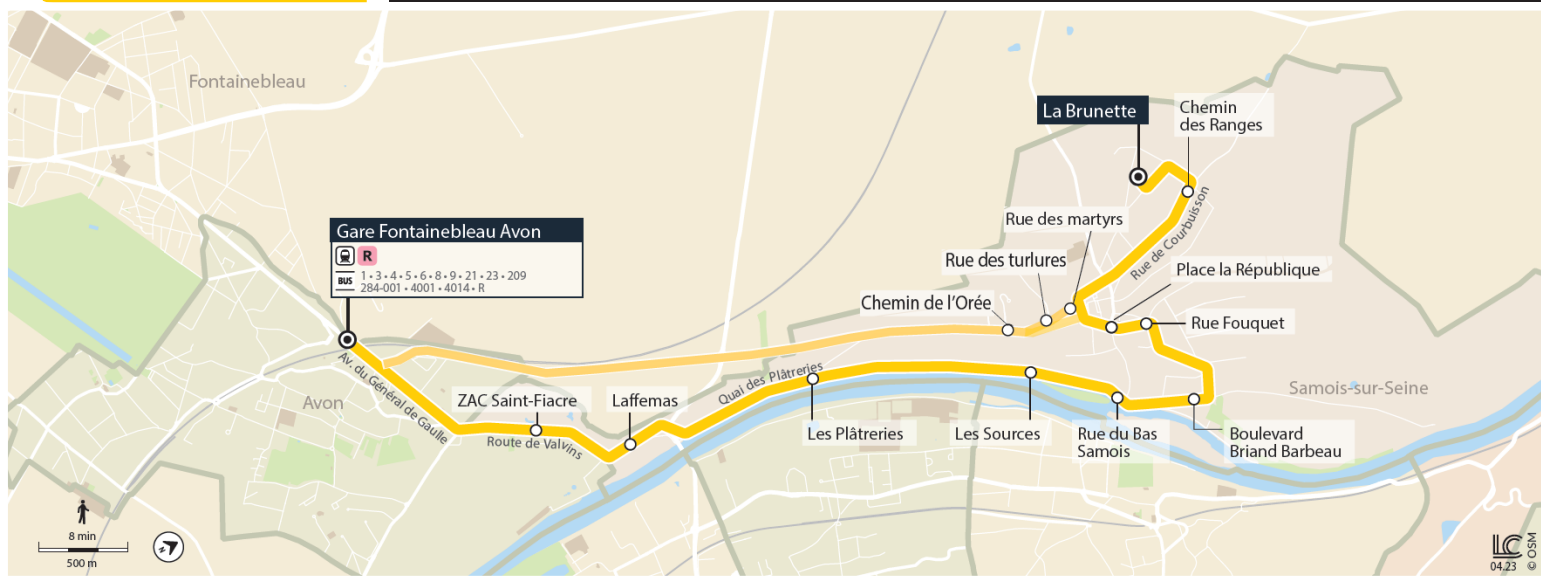 Fontainebleau
La Brunette
Chemin
des Ranges
Rue de Courbuisson
Rue des martyrs
Gare Fontainebleau Avon
R
BUS
1 • 3 • 4 • 5 • 6 • 8 • 9 • 21 • 23 • 209
284-001 • 4001 • 4014 • R
Rue des turlures
Place la République
Chemin de l'Orée
Rue Fouquet
Av. du Général de Gaulle
Avon
ZAC Saint-Fiacre
Laffemas
Quai des Plâtreries
Samois-sur-Seine
Route de Valvins
Les Plâtreries
Les Sources
Rue du Bas
Samois
Boulevard
Briand Barbeau
8 min
500 m
N
LC
04.23
© OSM